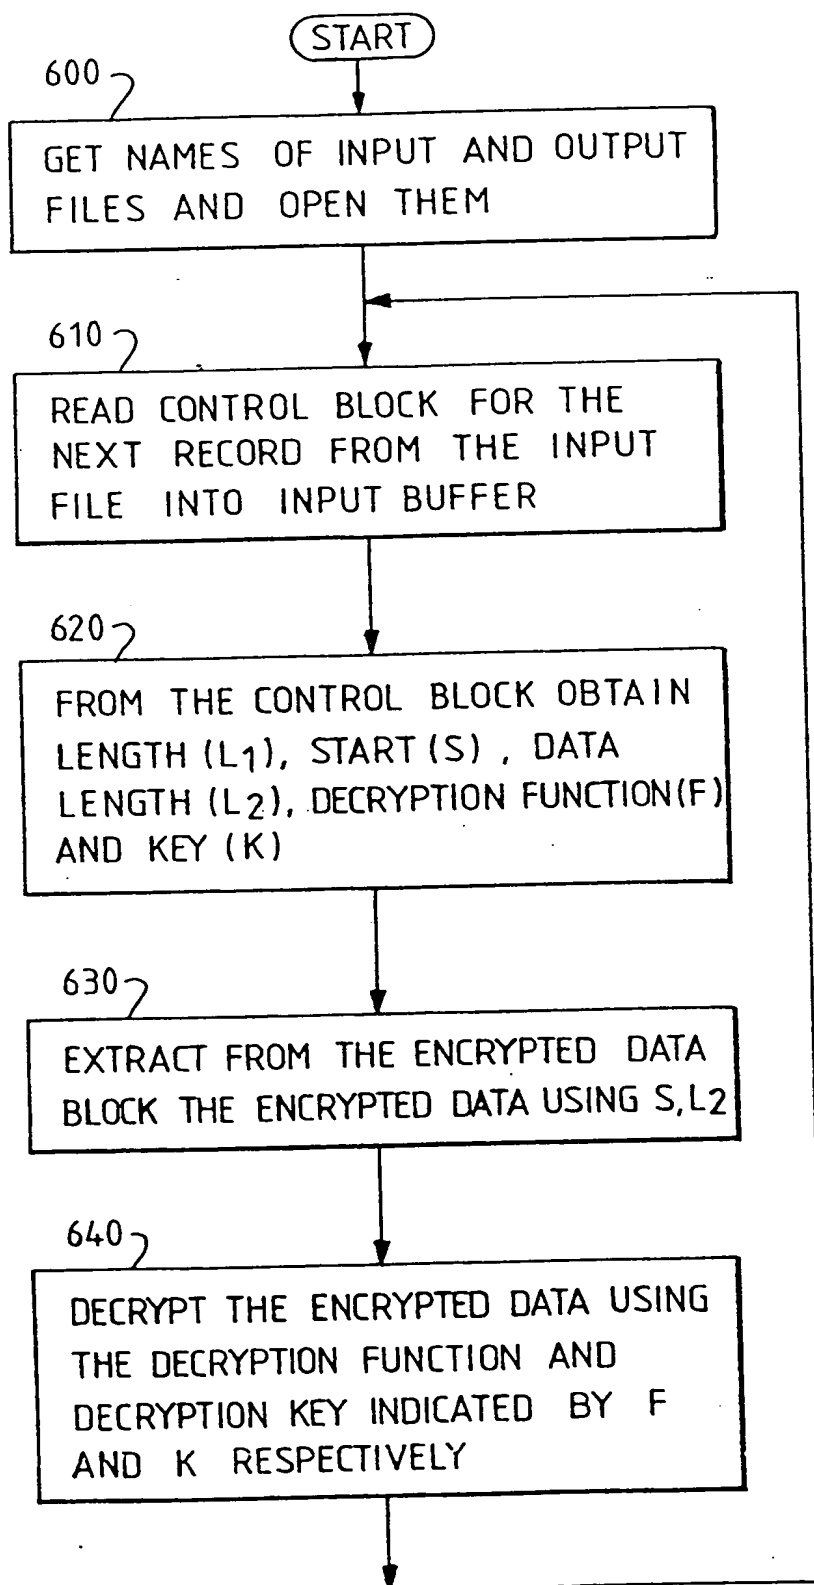 START
600
GET NAMES OF INPUT AND OUTPUT
FILES AND OPEN THEM
610
READ CONTROL BLOCK FOR THE
NEXT RECORD FROM THE INPUT
FILE INTO INPUT BUFFER
620
FROM THE CONTROL BLOCK OBTAIN
LENGTH (L1), START (S) , DATA
LENGTH (L2), DECRYPTION FUNCTION(F)
AND KEY (K)
630
EXTRACT FROM THE ENCRYPTED DATA
BLOCK THE ENCRYPTED DATA USING S,L2
640
DECRYPT THE ENCRYPTED DATA USING
THE DECRYPTION FUNCTION AND
DECRYPTION KEY INDICATED BY F
AND K RESPECTIVELY